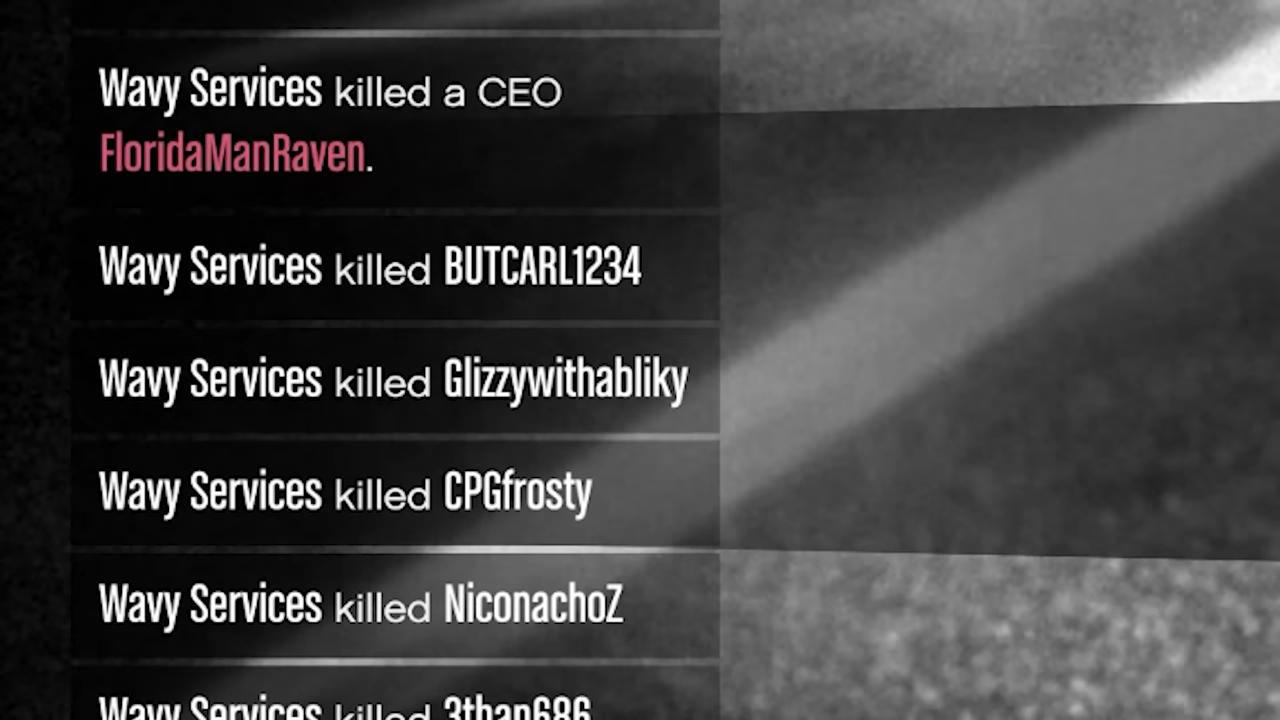 Wavy Services killed a CEO
FloridaManRaven.
Wavy Services killed BUTCARL1234
Wavy Services killed Glizzywithabliky
Wavy Services killed CPGfrosty
Wavy Services killed NiconachoZ
Wavy Services killed 3than686